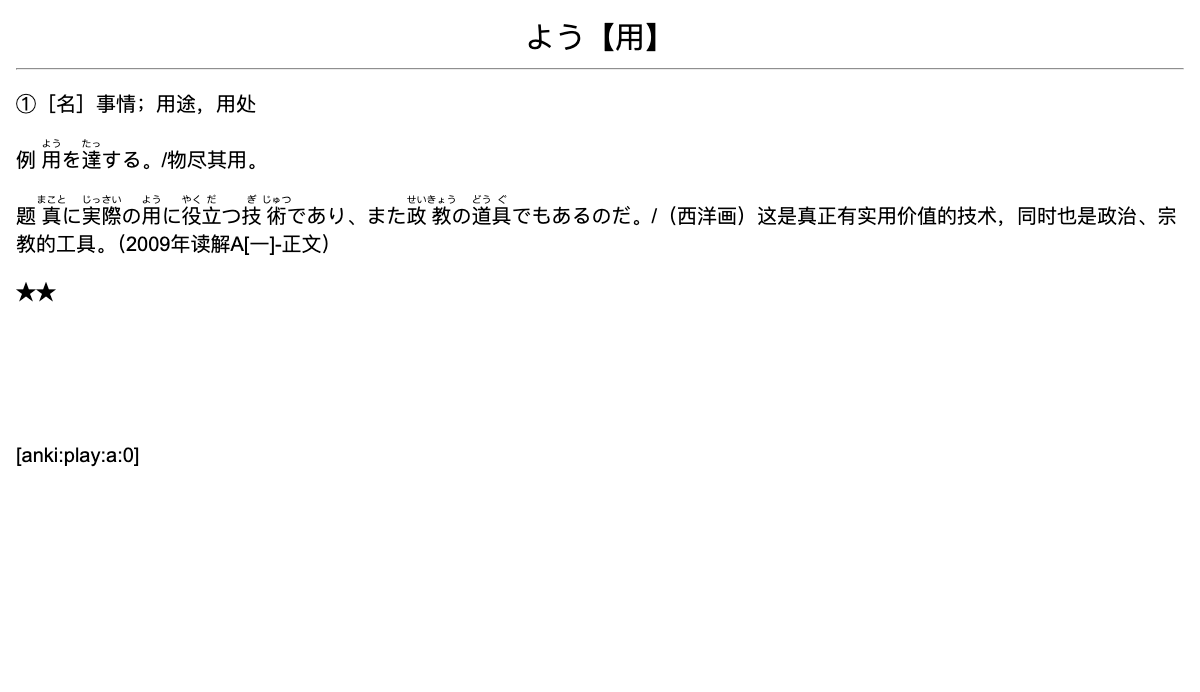 よう【用】
①［名］事情；用途，用处
よう たっ
例 用を達する。/物尽其用。
まこと じっさい よう やく だ ぎ じゅつ せいきょう どう ぐ
题 真に実際の用に役立つ技術であり、また政教の道具でもあるのだ。/（西洋画）这是真正有实用价值的技术，同时也是政治、宗
教的工具。（2009年读解A[一]-正文）
★★
[anki:play:a:0]